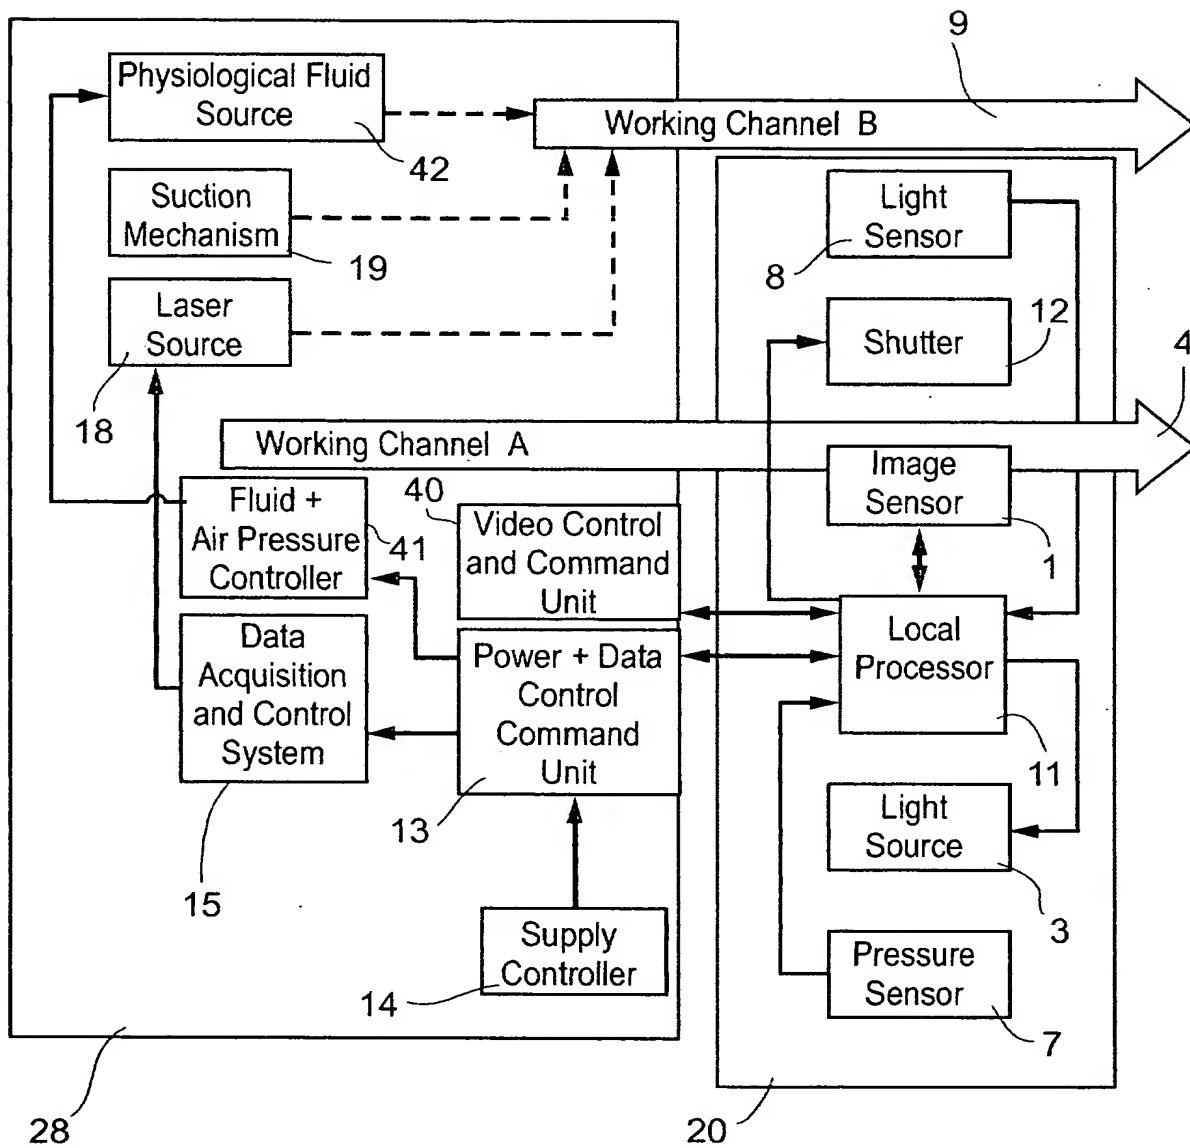 9
Physiological Fluid
Source
42
Working Channel B
Suction
Mechanism
19
Light
Sensor
8
Laser
Source
18
Shutter
12
4
Working Channel A
Image
Sensor
1
Fluid +
Air Pressure
Controller
41
40
Video Control
and Command
Unit
Local
Processor
11
Data
Acquisition
and Control
System
15
Power + Data
Control
Command
Unit
13
Light
Source
3
Supply
Controller
14
Pressure
Sensor
7
28
20